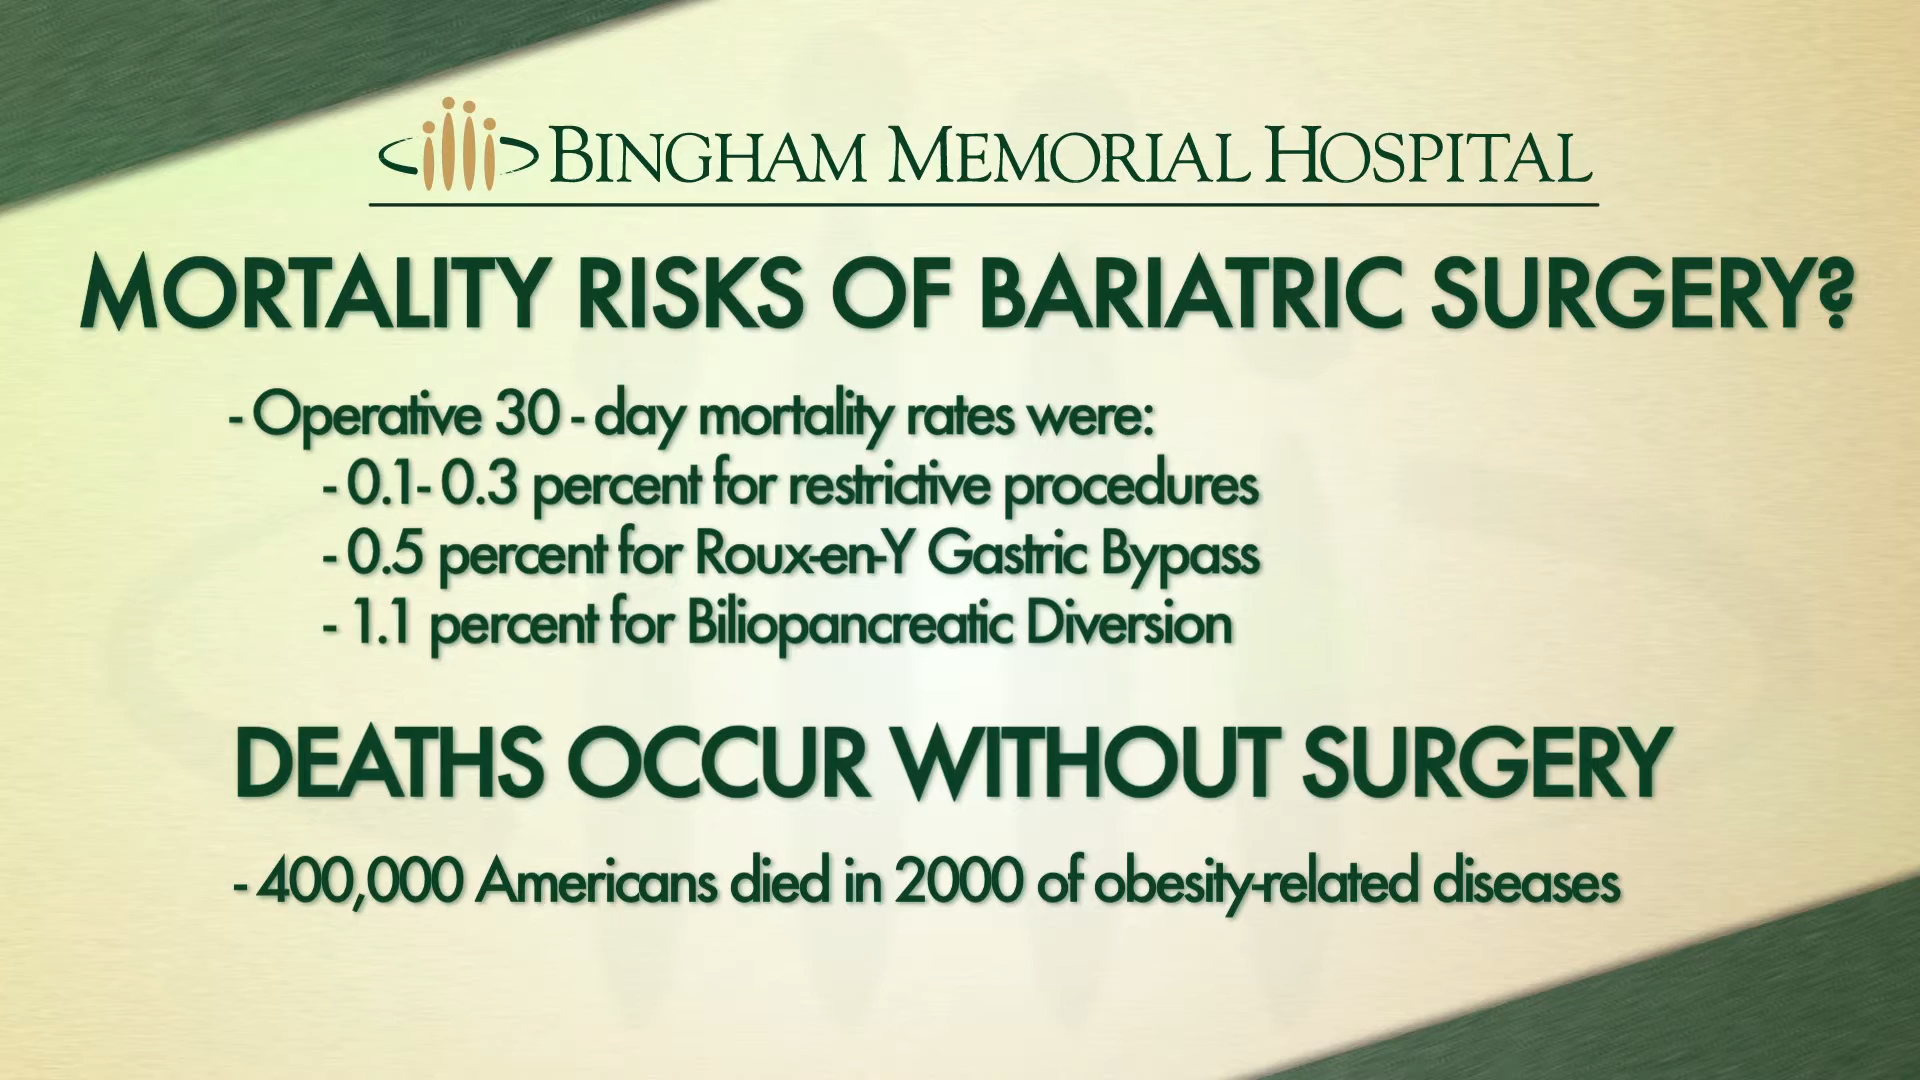 BINGHAM MEMORIAL HOSPITAL
MORTALITY RISKS OF BARIATRIC SURGERY?
- Operative 30 - day mortality rates were:
- 0.1- 0.3 percent for restrictive procedures
- 0.5 percent for Roux-en-Y Gastric Bypass
- 1.1 percent for Biliopancreatic Diversion
DEATHS OCCUR WITHOUT SURGERY
- 400,000 Americans died in 2000 of obesity-related diseases